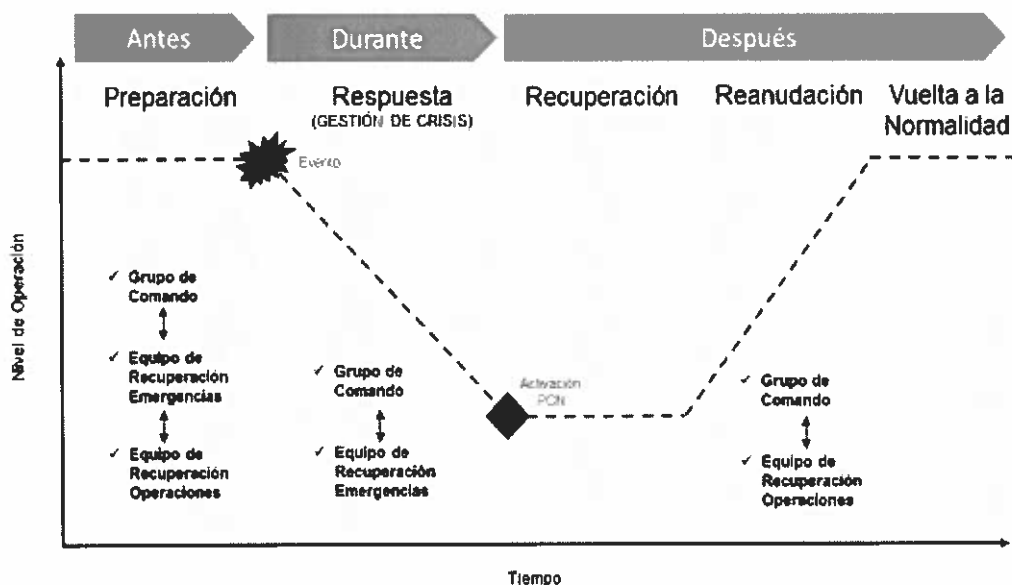 Antes
Durante
Después
Preparación
Respuesta
(GESTIÓN DE CRISIS)
Recuperación
Reanudación
Vuelta a la
Normalidad
Evento
Nivel de Operación
✓ Grupo de
Comando
✓ Equipo de
Recuperación
Emergencias
✓ Equipo de
Recuperación
Operaciones
✓ Grupo de
Comando
✓ Equipo de
Recuperación
Emergencias
Activación
PCN
✓ Grupo de
Comando
✓ Equipo de
Recuperación
Operaciones
Tiempo